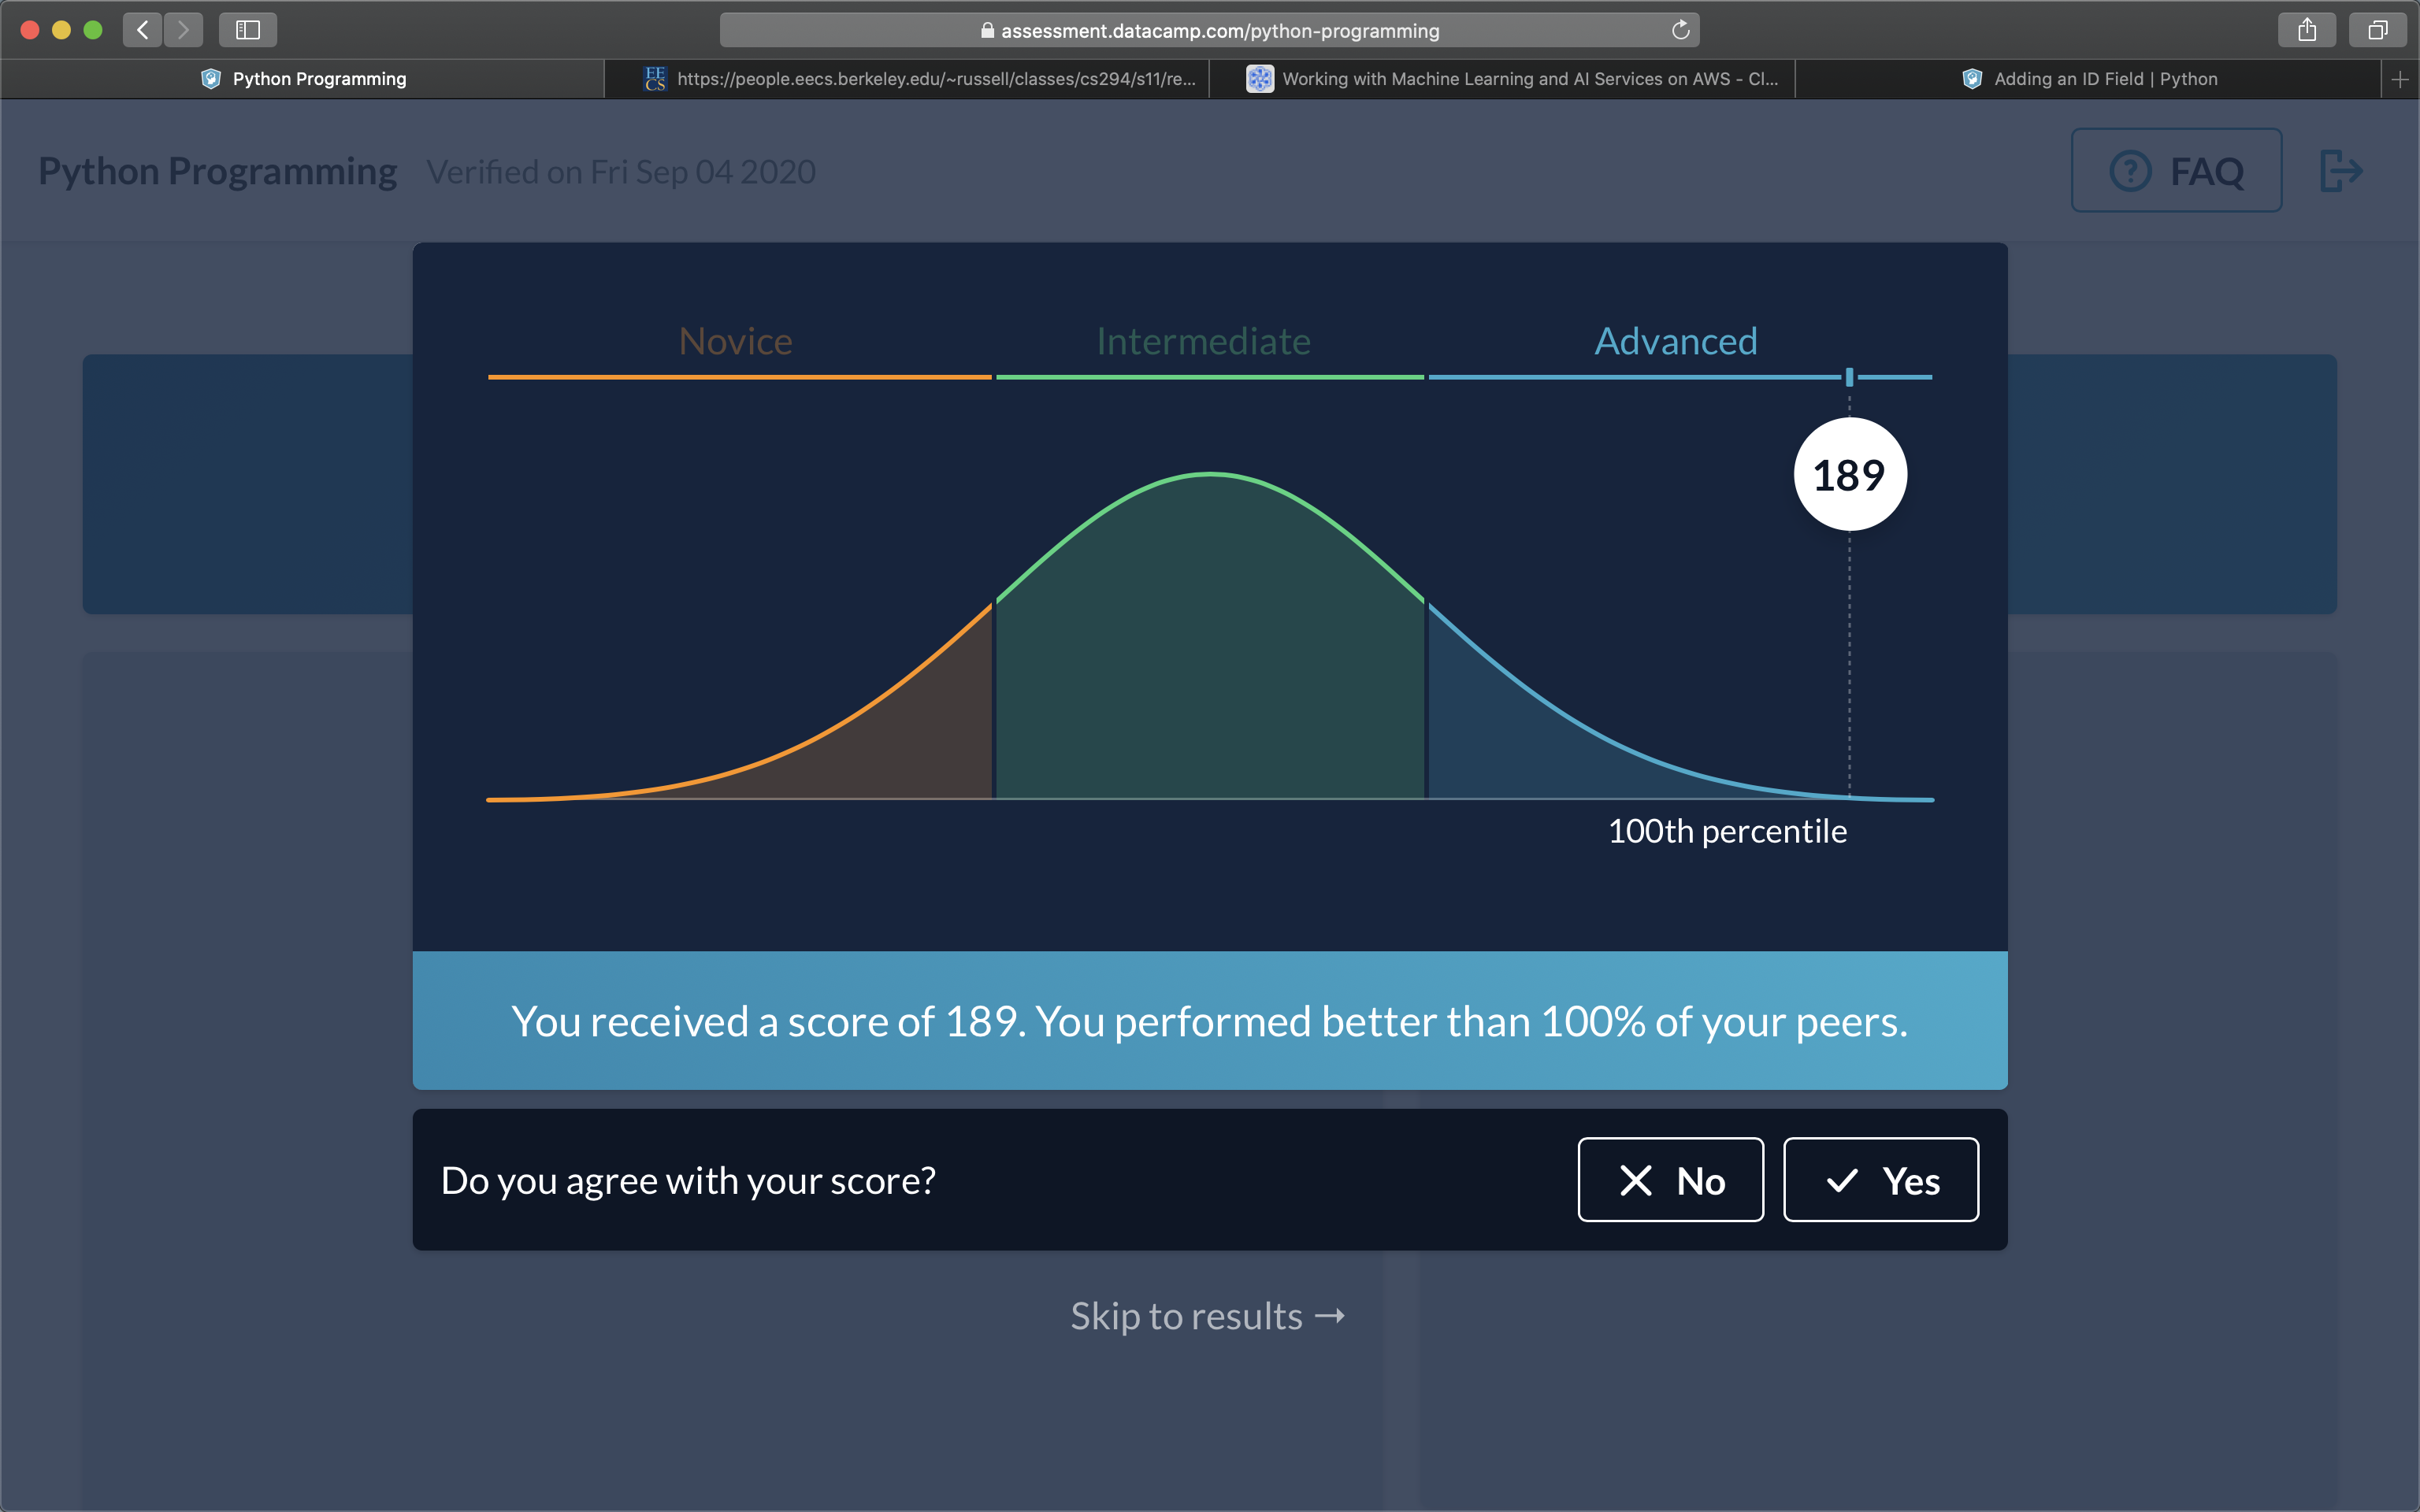 assessment.datacamp.com/python-programming
Python Programming
EE
CS
https://people.eecs.berkeley.edu/~russell/classes/cs294/s11/re...
Working with Machine Learning and AI Services on AWS - Cl...
Adding an ID Field | Python
Python Programming Verified on Fri Sep 04 2020
? FAQ
Novice Intermediate Advanced
189
100th percentile
You received a score of 189. You performed better than 100% of your peers.
Do you agree with your score?
No
Yes
Skip to results →